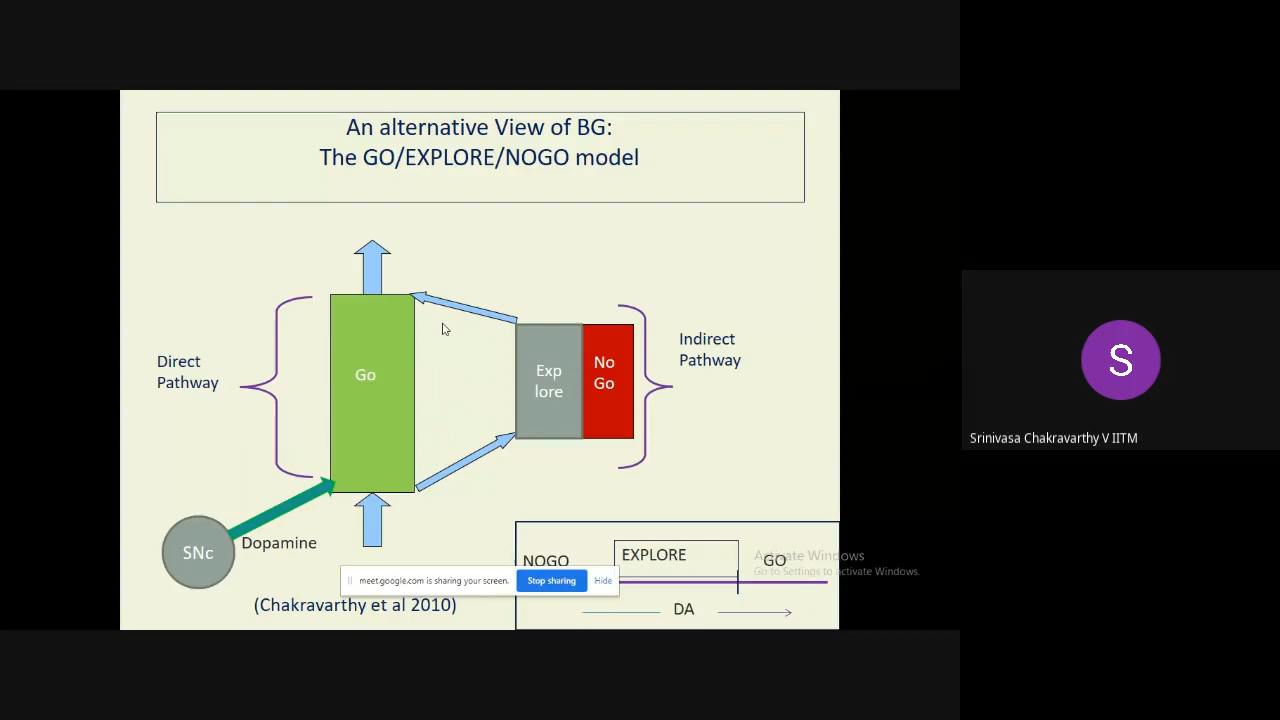 An alternative View of BG:
The GO/EXPLORE/NOGO model
Direct
Pathway
Go
Exp
lore
No
Go
Indirect
Pathway
SNc
Dopamine
NOGO
EXPLORE
GO
Activate Windows
Go to Settings to activate Windows.
meet.google.com is sharing your screen.
Stop sharing
Hide
(Chakravarthy et al 2010)
DA
S
Srinivasa Chakravarthy V IITM